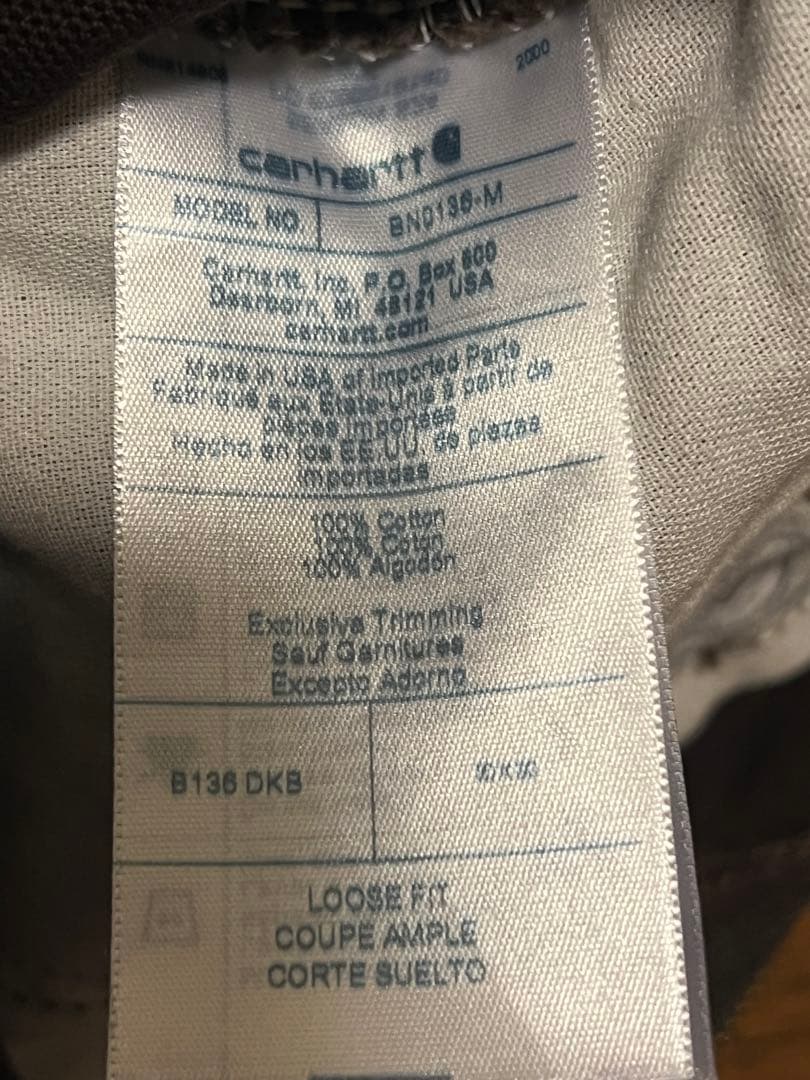 2000
carhartt
MODEL NO. BN0136-M
Carhartt, Inc. P.O. Box 600
Dearborn, MI 48121 USA
carhartt.com
Made in USA of Imported Parts
Fabriqué aux États-Unis à partir de
pièces importées
Hecho en los EE.UU. de piezas
importadas
100% Cotton
100% Coton
100% Algodón
Exclusive Trimming
Sauf Garnitures
Excepto Adorno
B136 DKB
LOOSE FIT
COUPE AMPLE
CORTE SUELTO